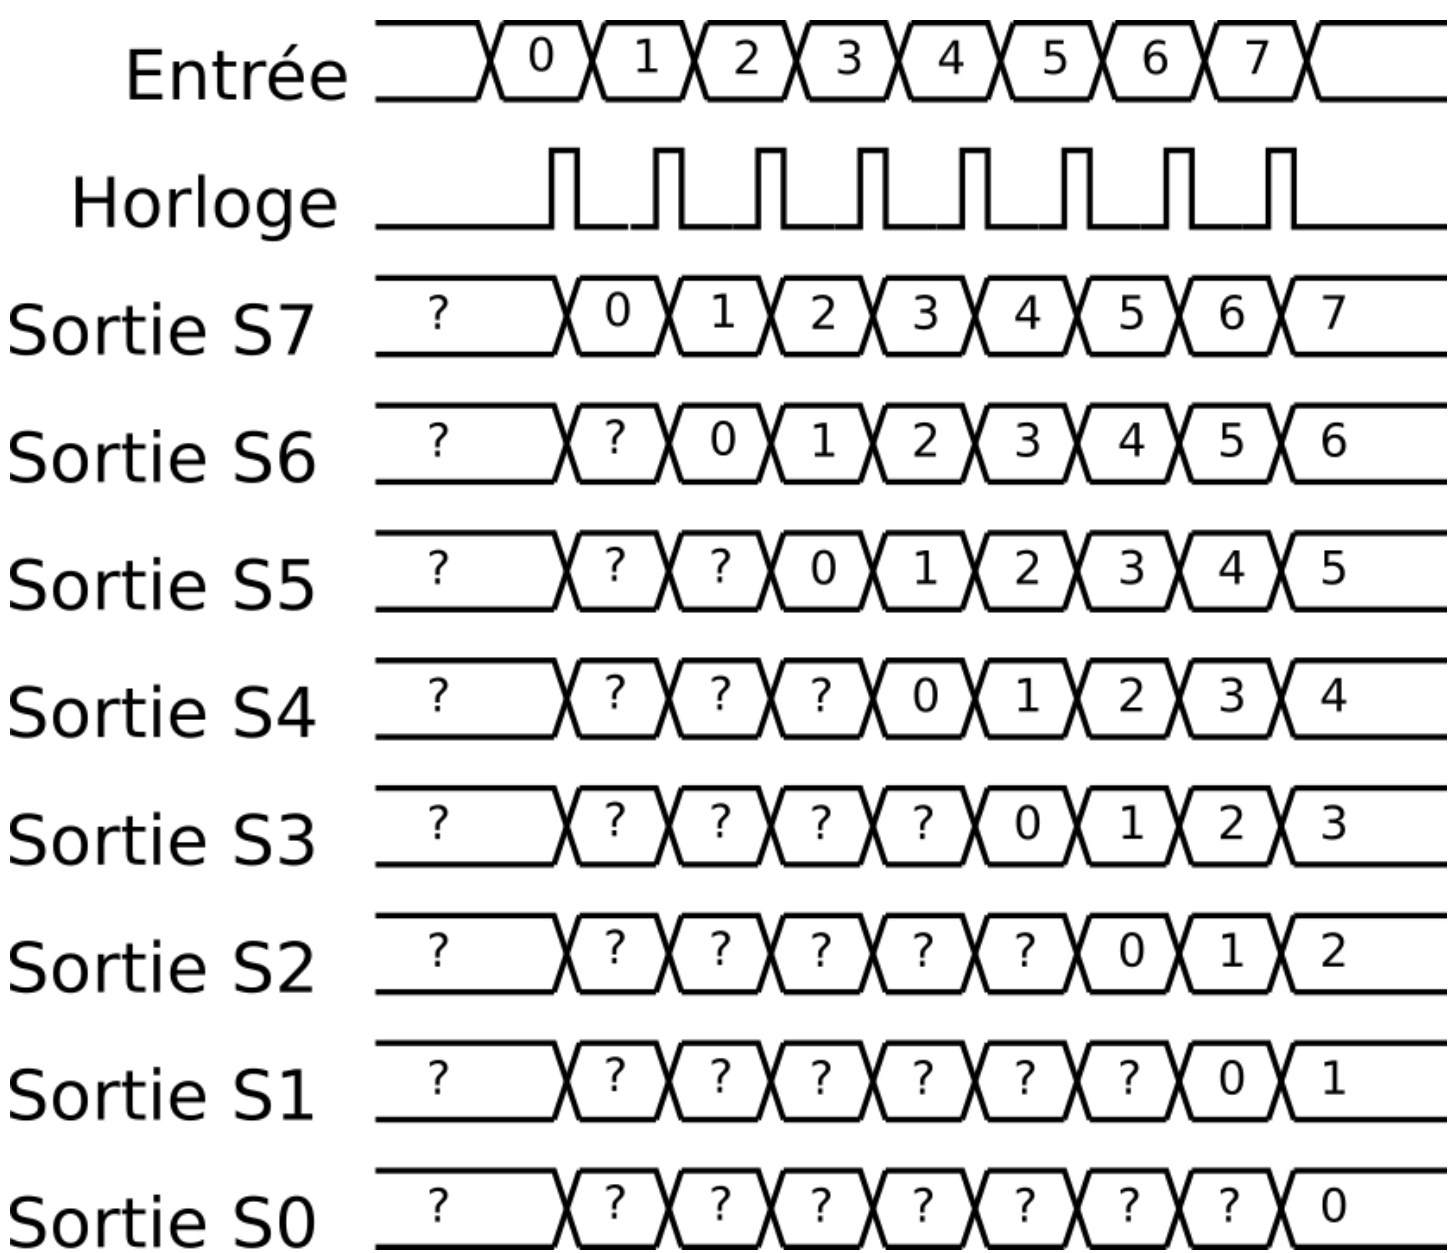 Entrée 0 1 2 3 4 5 6 7
Horloge
Sortie S7 ? 0 1 2 3 4 5 6 7
Sortie S6 ? ? 0 1 2 3 4 5 6
Sortie S5 ? ? ? 0 1 2 3 4 5
Sortie S4 ? ? ? ? 0 1 2 3 4
Sortie S3 ? ? ? ? ? 0 1 2 3
Sortie S2 ? ? ? ? ? ? 0 1 2
Sortie S1 ? ? ? ? ? ? ? 0 1
Sortie S0 ? ? ? ? ? ? ? ? 0